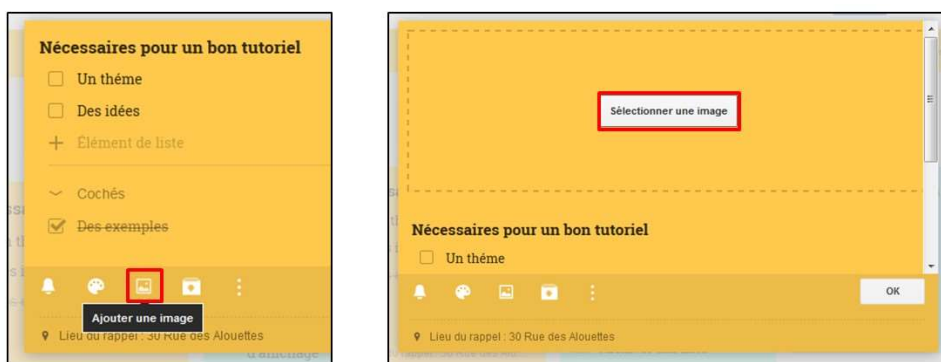 Nécessaires pour un bon tutoriel
Un théme
Des idées
Élément de liste
Cochés
Des exemples
Ajouter une image
Lieu du rappel : 30 Rue des Alouettes
d'affichage
Sélectionner une image
Nécessaires pour un bon tutoriel
Un théme
OK
Lieu du rappel : 30 Rue des Alouettes